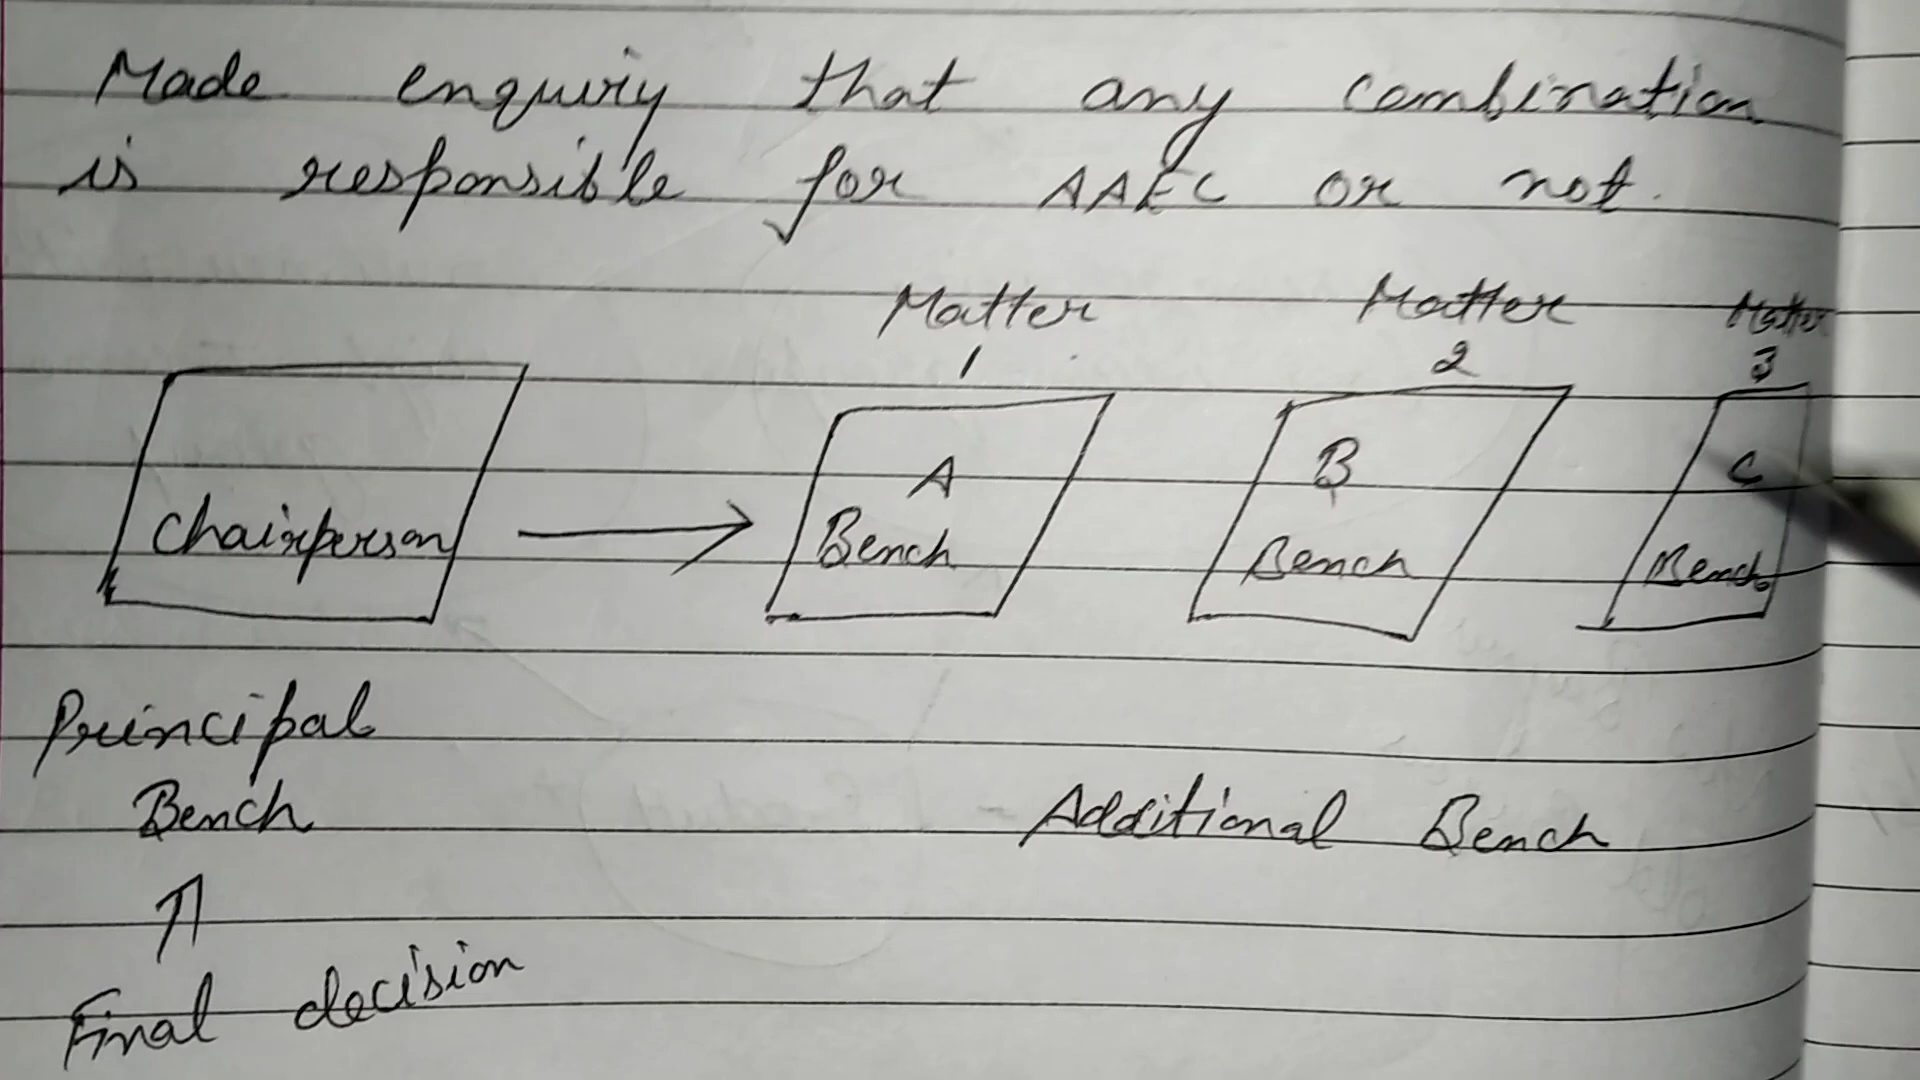 Made enquiriy that any combination
is responsible for AAEC or not.
Matter Matter Matter
1 2 3
A B C
Chairperson Bench Bench Bench
Principal
Bench Additional Bench
Final decision